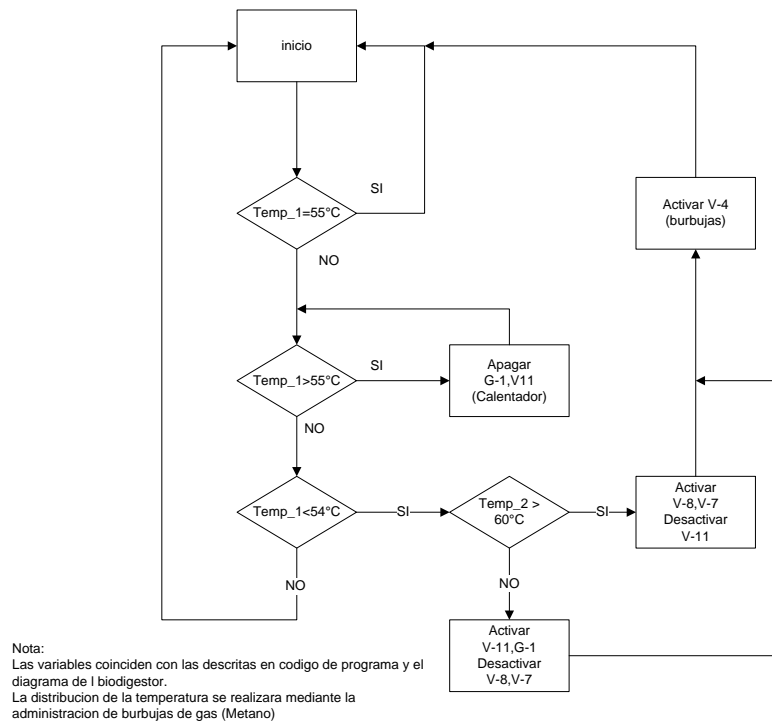 inicio
Temp_1=55°C
SI
NO
Activar V-4
(burbujas)
Temp_1>55°C
SI
NO
Apagar
G-1,V11
(Calentador)
Temp_1<54°C
SI
NO
Temp_2 >
60°C
SI
NO
Activar
V-8,V-7
Desactivar
V-11
Activar
V-11,G-1
Desactivar
V-8,V-7
Nota:
Las variables coinciden con las descritas en codigo de programa y el
diagrama de l biodigestor.
La distribucion de la temperatura se realizara mediante la
administracion de burbujas de gas (Metano)